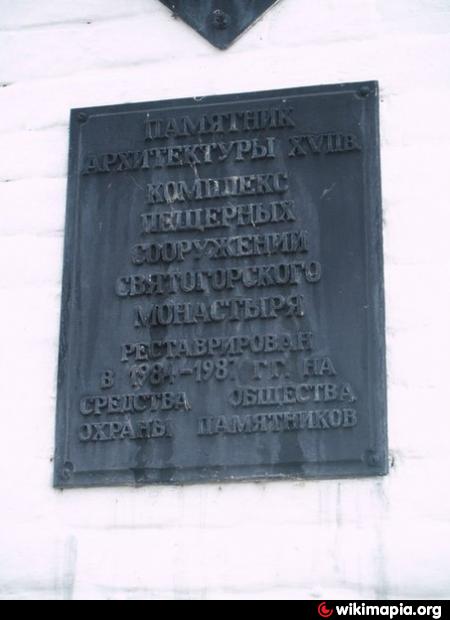 ПАМЯТНИК
АРХИТЕКТУРЫ XVIIв.
КОМПЛЕКС
ПЕЩЕРНЫХ
СООРУЖЕНИЙ
СВЯТОГОРСКОГО
МОНАСТЫРЯ
РЕСТАВРИРОВАН
В 1984-1987 ГГ. НА
СРЕДСТВА ОБЩЕСТВА
ОХРАНЫ ПАМЯТНИКОВ
wikimapia.org